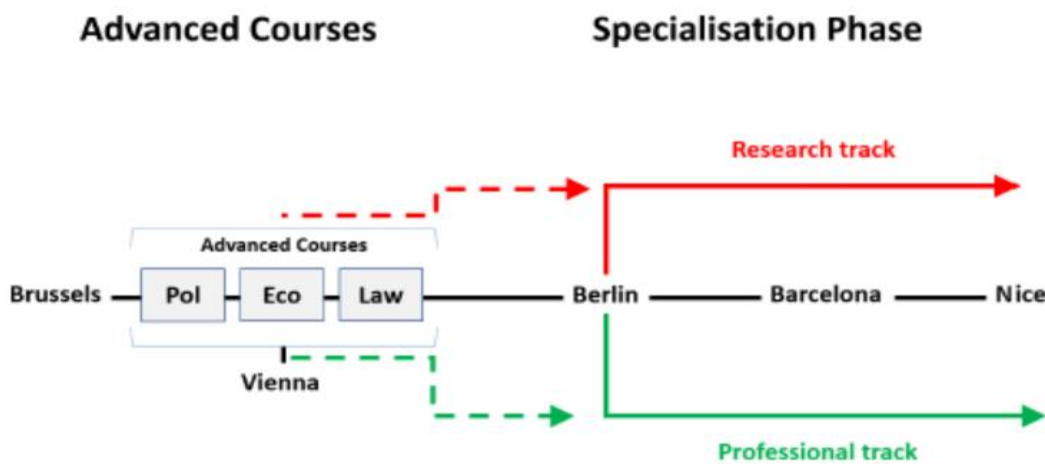 Advanced Courses
Specialisation Phase
Research track
Advanced Courses
Brussels
Pol
Eco
Law
Berlin
Barcelona
Nice
Vienna
Professional track